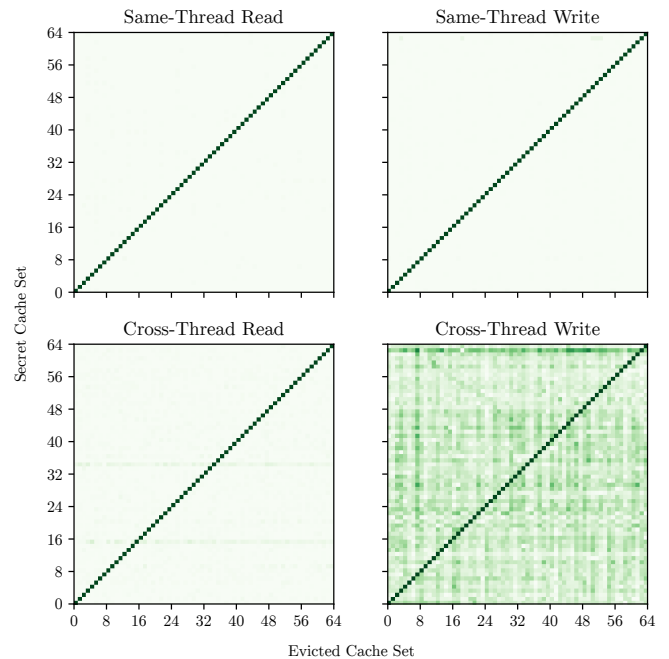 Same-Thread Read
Same-Thread Write
64
56
48
40
32
24
16
8
0
Secret Cache Set
Cross-Thread Read
Cross-Thread Write
64
56
48
40
32
24
16
8
0
0 8 16 24 32 40 48 56 64
0 8 16 24 32 40 48 56 64
Evicted Cache Set